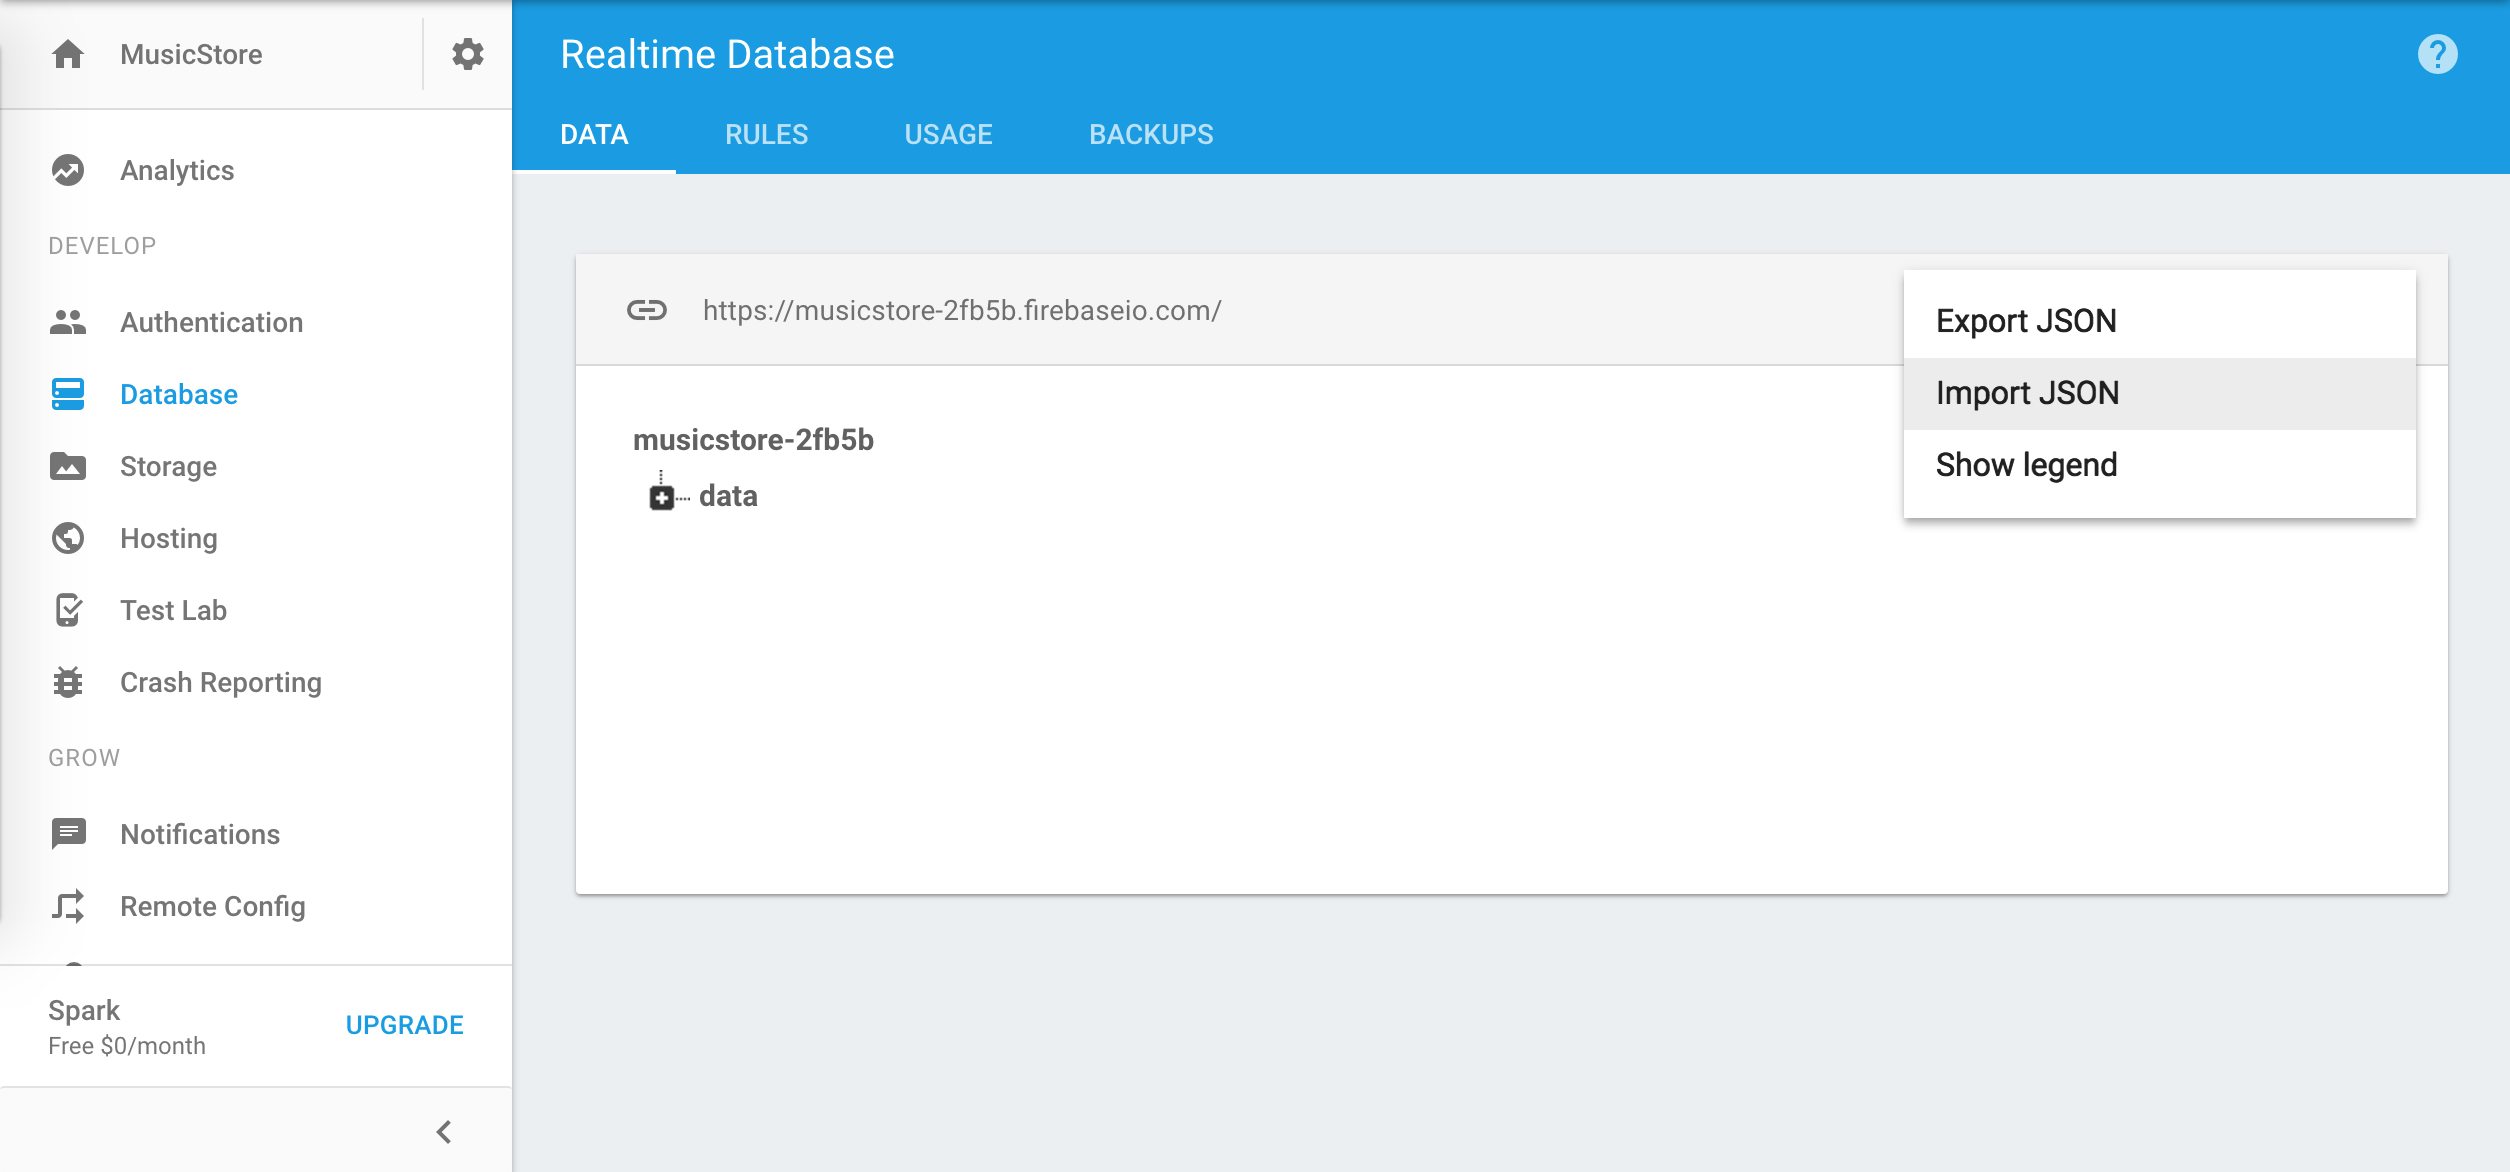 MusicStore
Analytics
DEVELOP
Authentication
Database
Storage
Hosting
Test Lab
Crash Reporting
GROW
Notifications
Remote Config
Spark
Free $0/month
UPGRADE
Realtime Database
?
DATA RULES USAGE BACKUPS
https://musicstore-2fb5b.firebaseio.com/
musicstore-2fb5b
data
Export JSON
Import JSON
Show legend